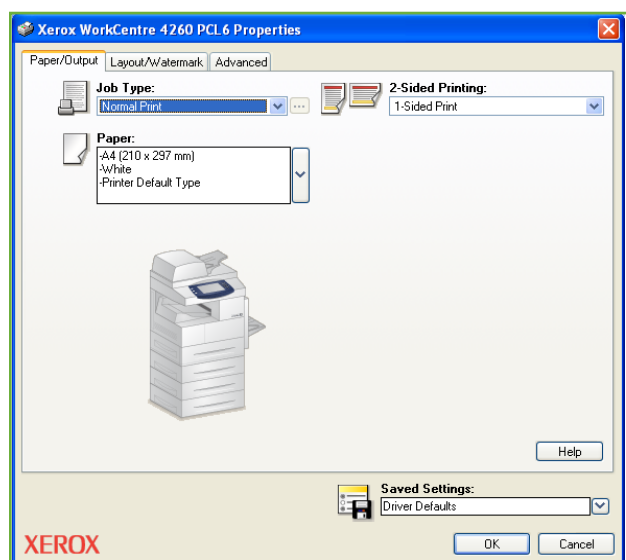 Xerox WorkCentre 4260 PCL6 Properties
Paper/Output Layout/Watermark Advanced
Job Type:
Normal Print
...
2-Sided Printing:
1-Sided Print
Paper:
-A4 (210 x 297 mm)
-White
-Printer Default Type
Help
Saved Settings:
Driver Defaults
XEROX
OK Cancel